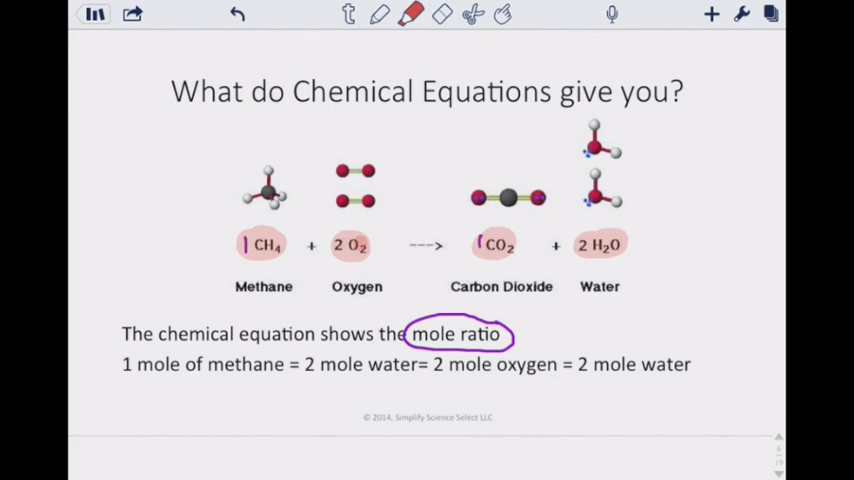 What do Chemical Equations give you?
1 CH₄ + 2 O₂ ---> 1 CO₂ + 2 H₂O
Methane Oxygen Carbon Dioxide Water
The chemical equation shows the mole ratio
1 mole of methane = 2 mole water= 2 mole oxygen = 2 mole water
© 2014, Simplify Science Select LLC